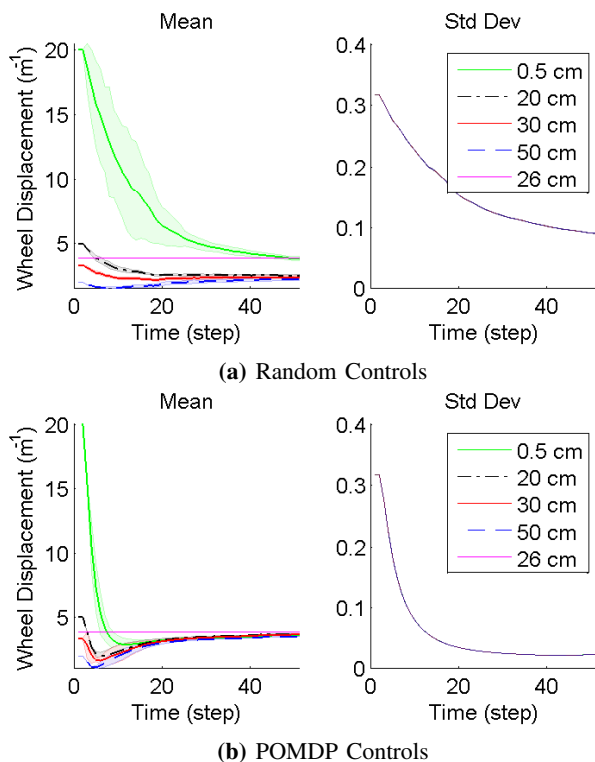 Mean
Std Dev
Wheel Displacement (m⁻¹)
20
15
10
5
0 20 40
Time (step)
0.4
0.3
0.2
0.1
0
0 20 40
Time (step)
0.5 cm
20 cm
30 cm
50 cm
26 cm
(a) Random Controls
Mean
Std Dev
Wheel Displacement (m⁻¹)
20
15
10
5
0 20 40
Time (step)
0.4
0.3
0.2
0.1
0
0 20 40
Time (step)
0.5 cm
20 cm
30 cm
50 cm
26 cm
(b) POMDP Controls